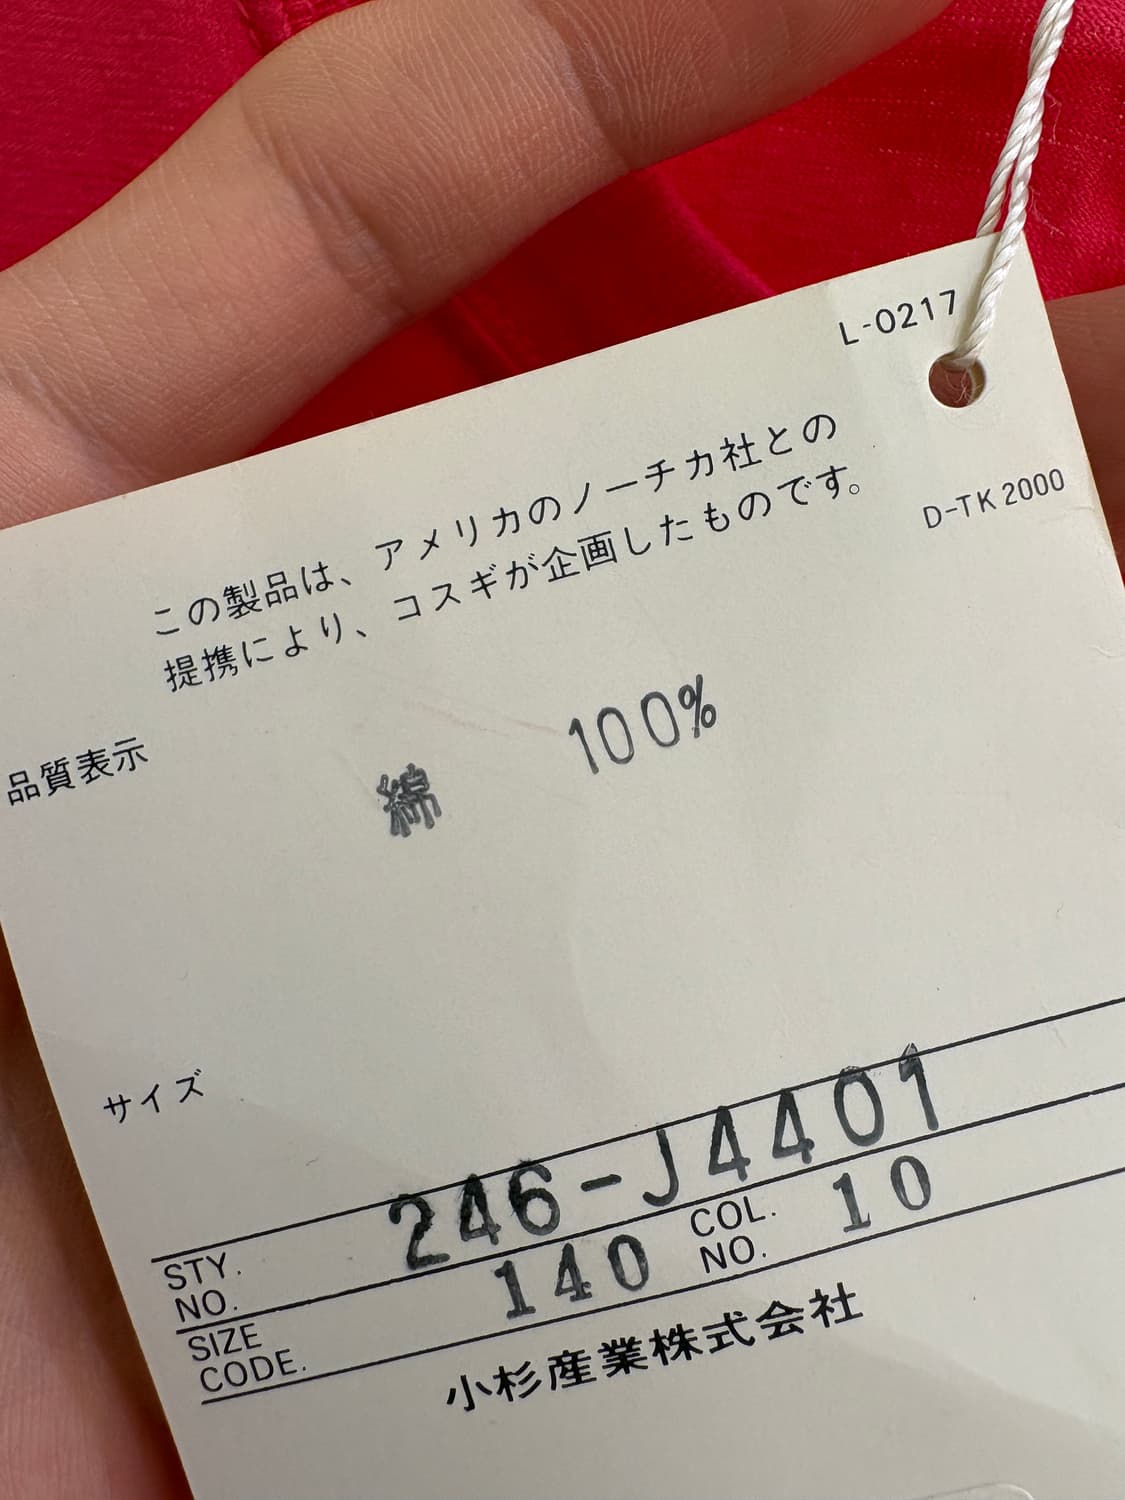 L-0217
この製品は、アメリカのノーチカ社との
提携により、コスギが企画したものです。
D-TK2000
品質表示
綿 100%
サイズ
STY. NO. 246-J4401
SIZE CODE. 140 COL. NO. 10
小杉産業株式会社